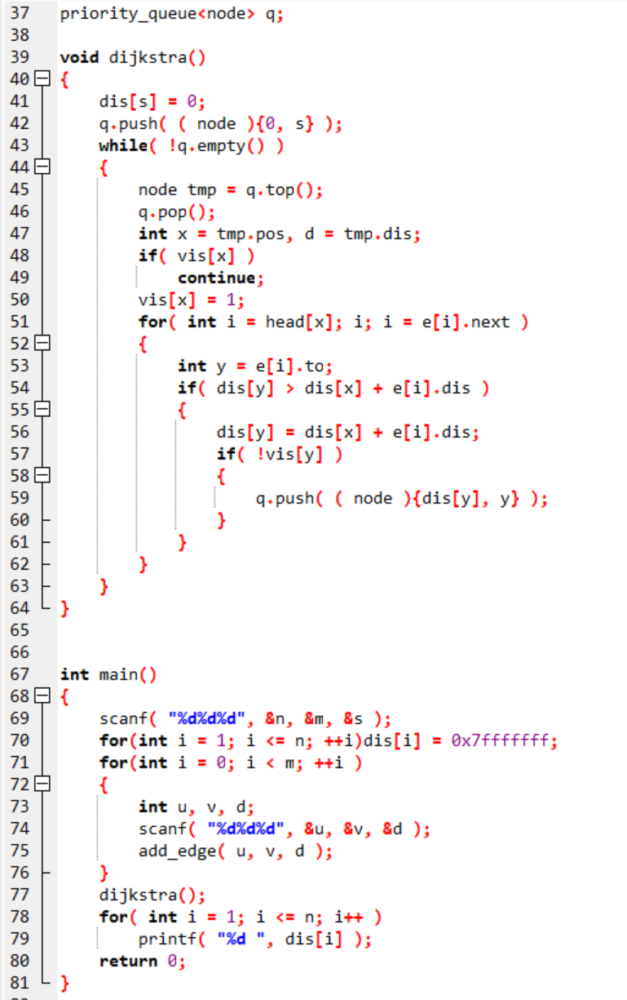 37 priority_queue<node> q;
38
39 void dijkstra()
40 {
41     dis[s] = 0;
42     q.push( ( node ){0, s} );
43     while( !q.empty() )
44     {
45         node tmp = q.top();
46         q.pop();
47         int x = tmp.pos, d = tmp.dis;
48         if( vis[x] )
49             continue;
50         vis[x] = 1;
51         for( int i = head[x]; i; i = e[i].next )
52         {
53             int y = e[i].to;
54             if( dis[y] > dis[x] + e[i].dis )
55             {
56                 dis[y] = dis[x] + e[i].dis;
57                 if( !vis[y] )
58                 {
59                     q.push( ( node ){dis[y], y} );
60                 }
61             }
62         }
63     }
64 }
65
66
67 int main()
68 {
69     scanf( "%d%d%d", &n, &m, &s );
70     for(int i = 1; i <= n; ++i)dis[i] = 0x7fffffff;
71     for(int i = 0; i < m; ++i )
72     {
73         int u, v, d;
74         scanf( "%d%d%d", &u, &v, &d );
75         add_edge( u, v, d );
76     }
77     dijkstra();
78     for( int i = 1; i <= n; i++ )
79         printf( "%d ", dis[i] );
80     return 0;
81 }